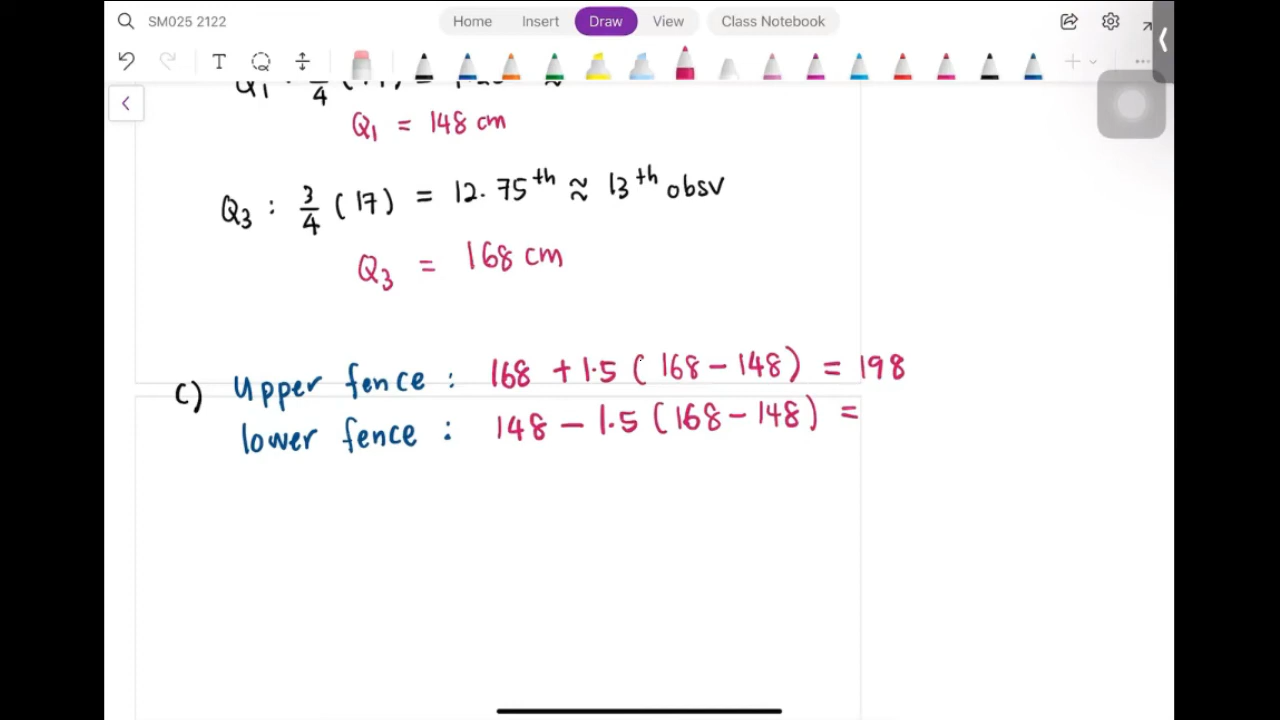 SM025 2122
Home Insert Draw View Class Notebook
T
Q1 = 148 cm
Q3 : 3/4 (17) = 12.75th ≈ 13th obsv
Q3 = 168 cm
c) Upper fence : 168 + 1.5 (168 - 148) = 198
lower fence : 148 - 1.5 (168 - 148) =